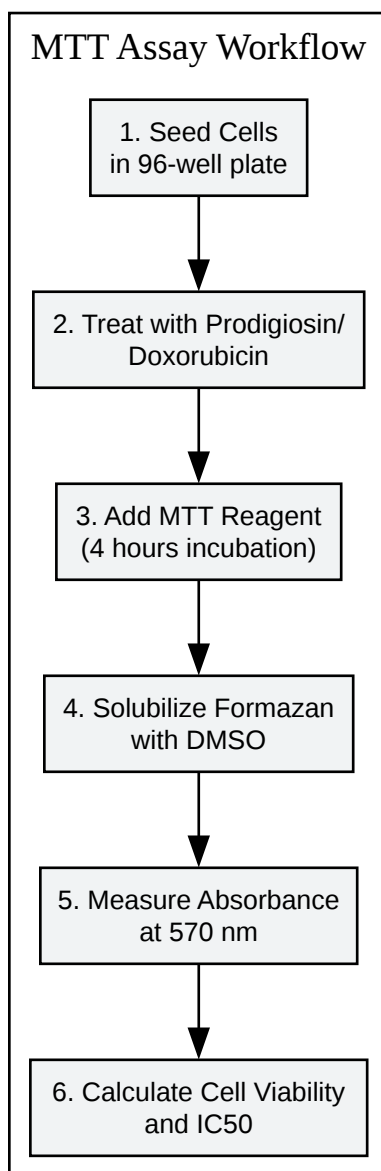 MTT Assay Workflow
1. Seed Cells
in 96-well plate
2. Treat with Prodigiosin/
Doxorubicin
3. Add MTT Reagent
(4 hours incubation)
4. Solubilize Formazan
with DMSO
5. Measure Absorbance
at 570 nm
6. Calculate Cell Viability
and IC50